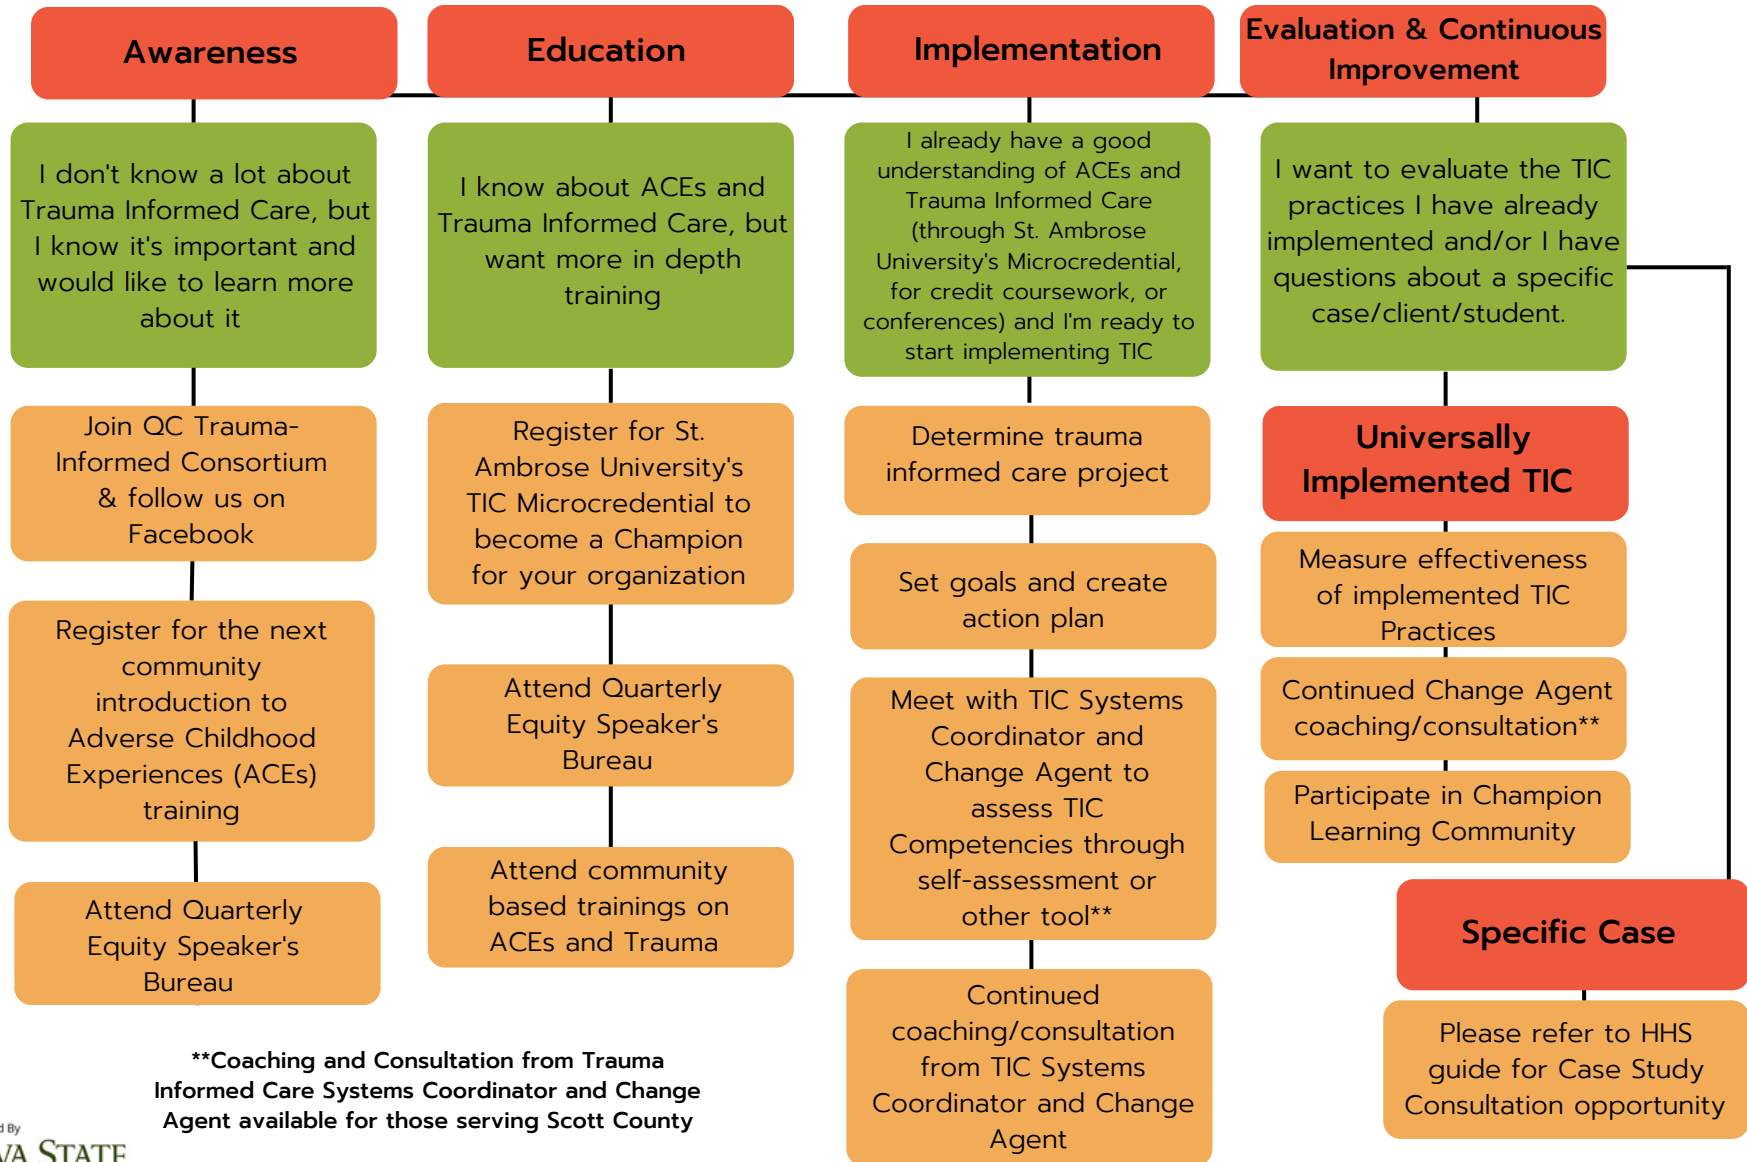 Awareness
I don't know a lot about
Trauma Informed Care, but
I know it's important and
would like to learn more
about it
Join QC Trauma-
Informed Consortium
& follow us on
Facebook
Register for the next
community
introduction to
Adverse Childhood
Experiences (ACEs)
training
Attend Quarterly
Equity Speaker's
Bureau
Education
I know about ACEs and
Trauma Informed Care, but
want more in depth
training
Register for St.
Ambrose University's
TIC Microcredential to
become a Champion
for your organization
Attend Quarterly
Equity Speaker's
Bureau
Attend community
based trainings on
ACEs and Trauma
Implementation
I already have a good
understanding of ACEs and
Trauma Informed Care
(through St. Ambrose
University's Microcredential,
for credit coursework, or
conferences) and I'm ready to
start implementing TIC
Determine trauma
informed care project
Set goals and create
action plan
Meet with TIC Systems
Coordinator and
Change Agent to
assess TIC
Competencies through
self-assessment or
other tool**
Continued
coaching/consultation
from TIC Systems
Coordinator and Change
Agent
Evaluation & Continuous
Improvement
I want to evaluate the TIC
practices I have already
implemented and/or I have
questions about a specific
case/client/student.
Universally
Implemented TIC
Measure effectiveness
of implemented TIC
Practices
Continued Change Agent
coaching/consultation**
Participate in Champion
Learning Community
Specific Case
Please refer to HHS
guide for Case Study
Consultation opportunity
**Coaching and Consultation from Trauma
Informed Care Systems Coordinator and Change
Agent available for those serving Scott County
By
STATE